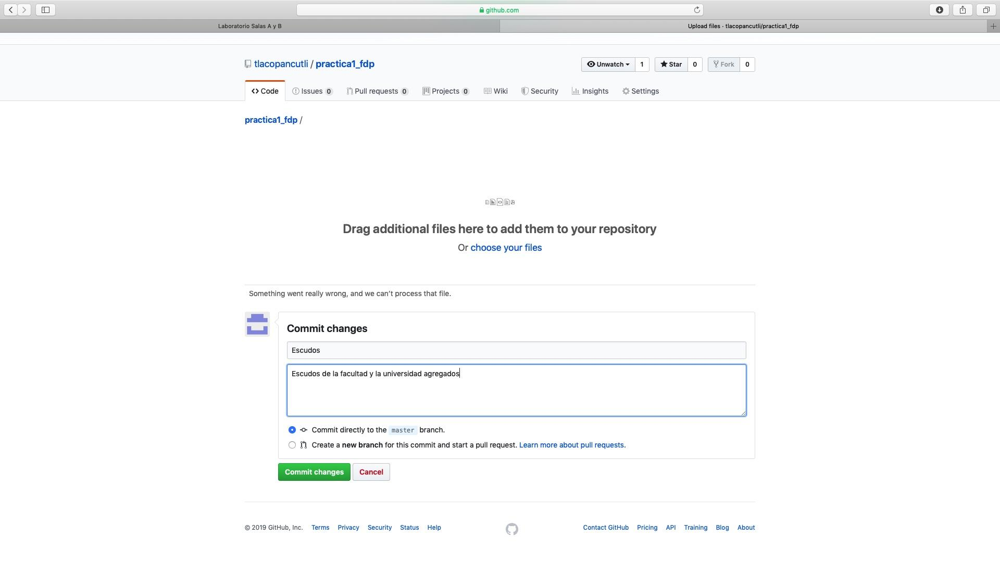 github.com
Laboratorio Salas A y B
Upload files · tlacopancutli/practica1_fdp
tlacopancutli / practica1_fdp
Unwatch 1
Star 0
Fork 0
Code
Issues 0
Pull requests 0
Projects 0
Wiki
Security
Insights
Settings
practica1_fdp /
Drag additional files here to add them to your repository
Or choose your files
Something went really wrong, and we can’t process that file.
Commit changes
Escudos
Escudos de la facultad y la universidad agregados
Commit directly to the master branch.
Create a new branch for this commit and start a pull request. Learn more about pull requests.
Commit changes
Cancel
© 2019 GitHub, Inc. Terms Privacy Security Status Help
Contact GitHub Pricing API Training Blog About